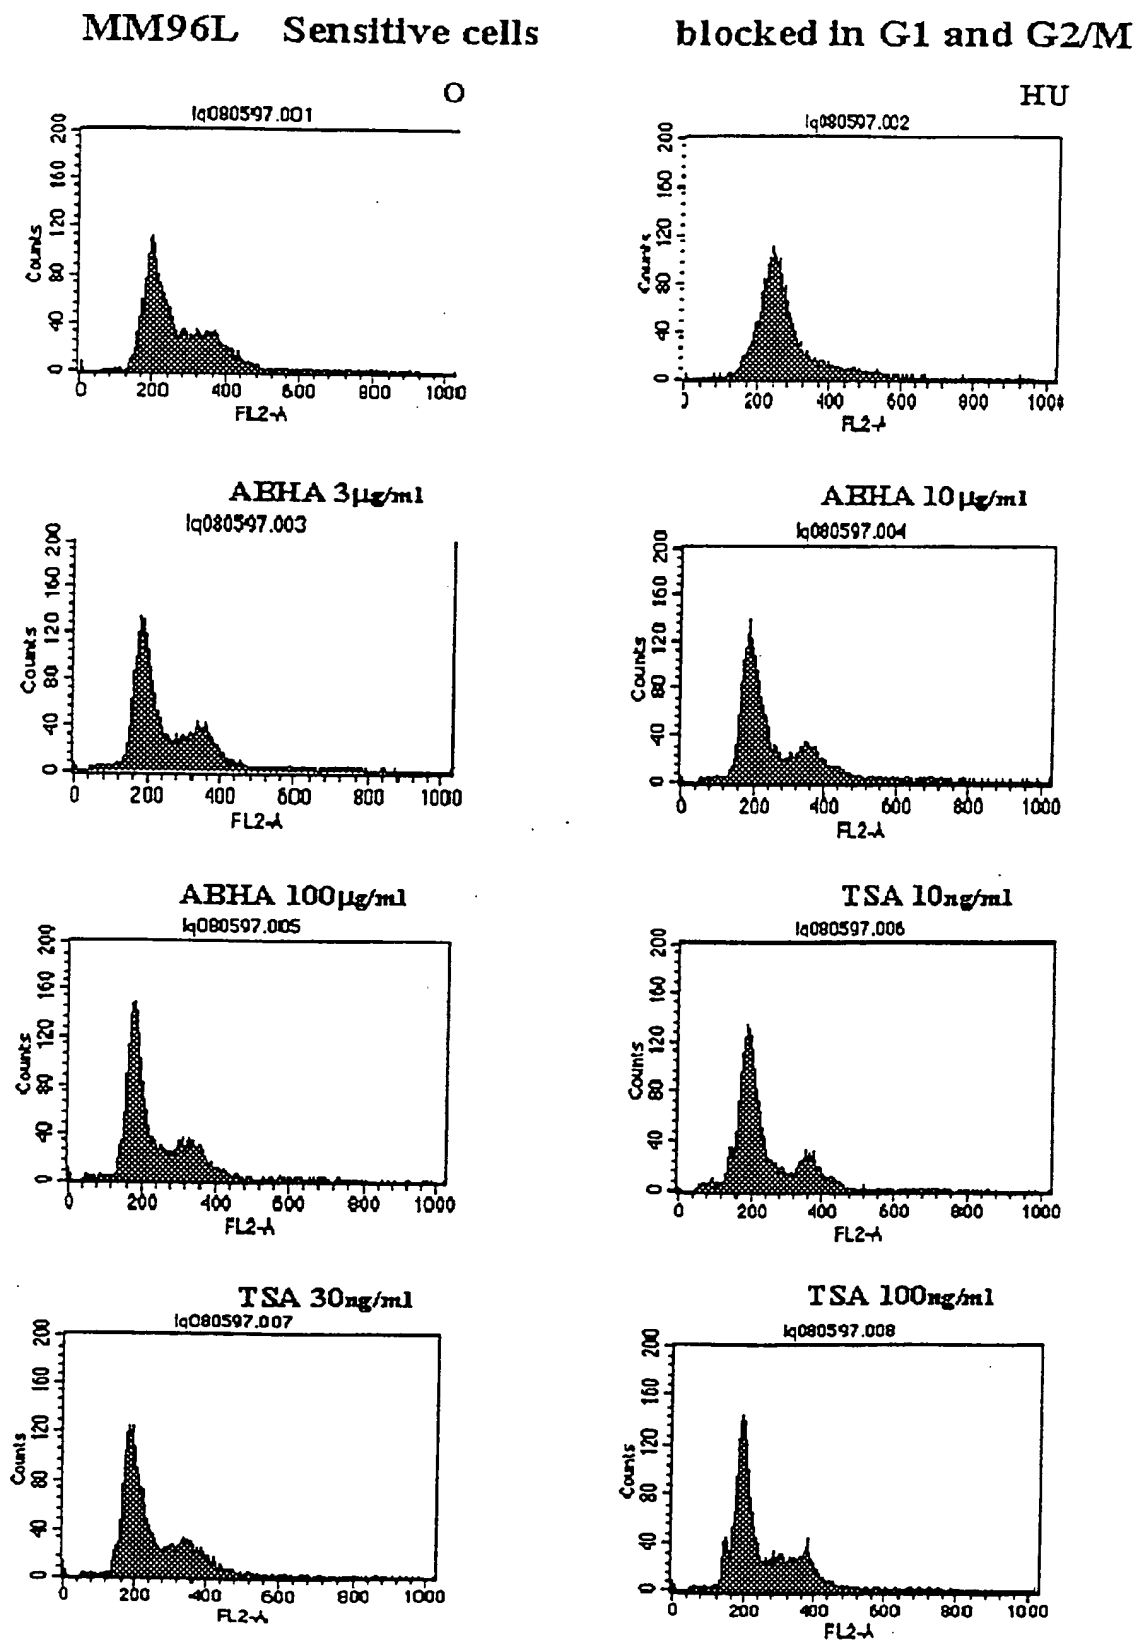 MM96L Sensitive cells blocked in G1 and G2/M
O
lq080597.001
200
160
120
80
40
0
Counts
0 200 400 600 800 1000
FL2-A
HU
lq080597.002
200
160
120
80
40
0
Counts
200 400 600 800 100
FL2-A
ABHA 3µg/ml
lq080597.003
200
160
120
80
40
0
Counts
0 200 400 600 800 1000
FL2-A
ABHA 10µg/ml
lq080597.004
200
160
120
80
40
0
Counts
0 200 400 600 800 1000
FL2-A
ABHA 100µg/ml
lq080597.005
200
160
120
80
40
0
Counts
0 200 400 600 800 1000
FL2-A
TSA 10ng/ml
lq080597.006
200
160
120
80
40
0
Counts
0 200 400 600 800 1000
FL2-A
TSA 30ng/ml
lq080597.007
200
160
120
80
40
0
Counts
0 200 400 600 800 1000
FL2-A
TSA 100ng/ml
lq080597.008
200
160
120
80
40
0
Counts
0 200 400 600 800 1000
FL2-A